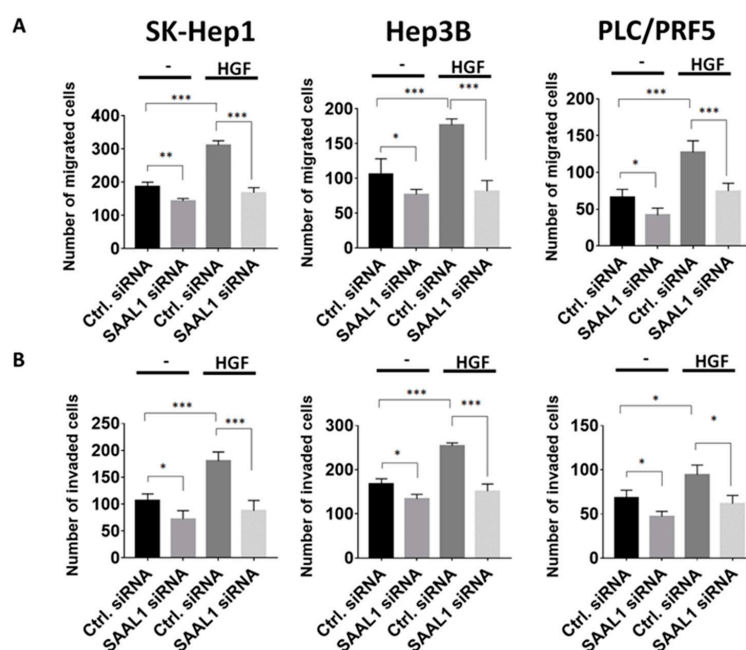 A
SK-Hep1
Hep3B
PLC/PRF5
- HGF
- HGF
- HGF
Number of migrated cells
400
300
200
100
0
***
**
***
Ctrl. siRNA
SAAL1 siRNA
Ctrl. siRNA
SAAL1 siRNA
Number of migrated cells
200
150
100
50
0
***
*
***
Ctrl. siRNA
SAAL1 siRNA
Ctrl. siRNA
SAAL1 siRNA
Number of migrated cells
200
150
100
50
0
***
*
***
Ctrl. siRNA
SAAL1 siRNA
Ctrl. siRNA
SAAL1 siRNA
B
- HGF
- HGF
- HGF
Number of invaded cells
250
200
150
100
50
0
***
*
***
Ctrl. siRNA
SAAL1 siRNA
Ctrl. siRNA
SAAL1 siRNA
Number of invaded cells
300
200
100
0
***
*
***
Ctrl. siRNA
SAAL1 siRNA
Ctrl. siRNA
SAAL1 siRNA
Number of invaded cells
150
100
50
0
*
*
*
Ctrl. siRNA
SAAL1 siRNA
Ctrl. siRNA
SAAL1 siRNA